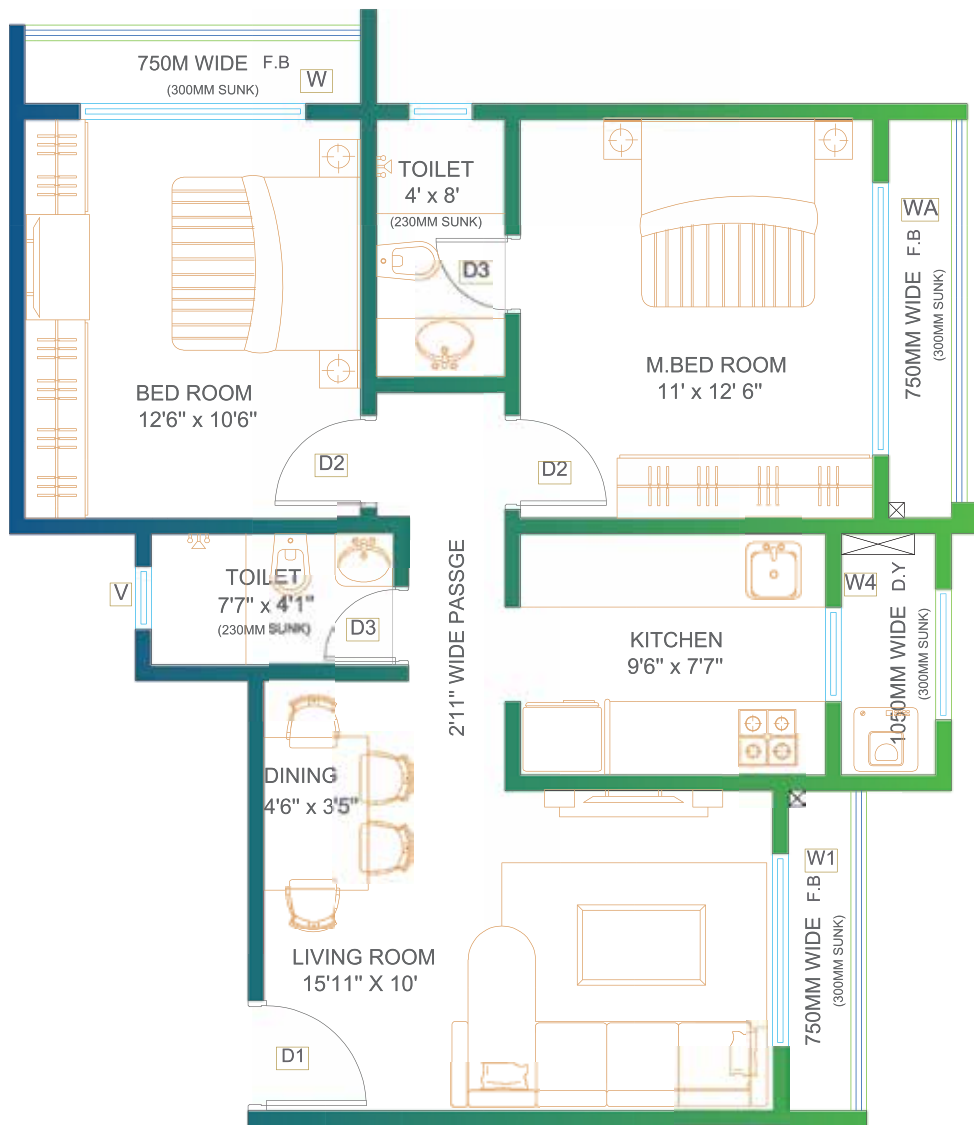 750M WIDE F.B
(300MM SUNK)
W
TOILET
4' x 8'
(230MM SUNK)
D3
WA
750MM WIDE F.B
(300MM SUNK)
M.BED ROOM
11' x 12' 6"
BED ROOM
12'6" x 10'6"
D2
D2
V
TOILET
7'7" x 4'1"
(230MM SUNK)
D3
2'11" WIDE PASSGE
KITCHEN
9'6" x 7'7"
W4
1050MM WIDE D.Y
(300MM SUNK)
DINING
4'6" x 3'5"
W1
750MM WIDE F.B
(300MM SUNK)
LIVING ROOM
15'11" X 10'
D1